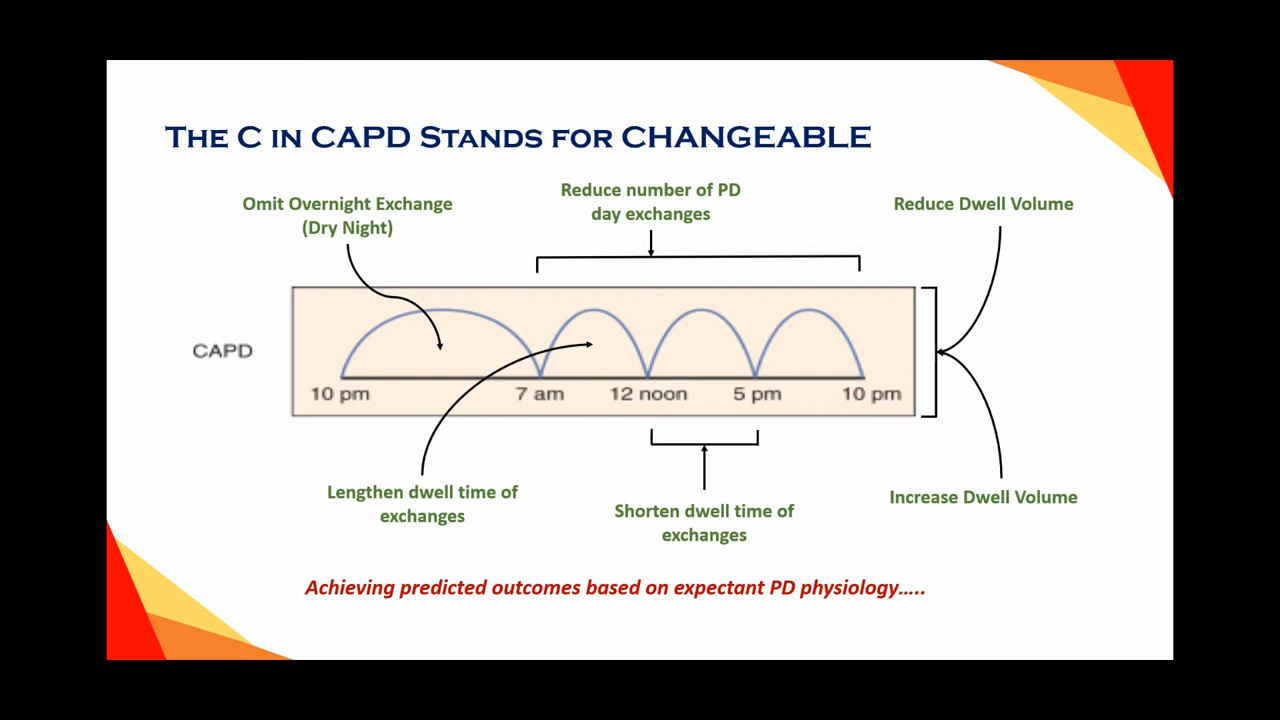 THE C IN CAPD STANDS FOR CHANGEABLE
Omit Overnight Exchange
(Dry Night)
Reduce number of PD
day exchanges
Reduce Dwell Volume
CAPD
10 pm
7 am
12 noon
5 pm
10 pm
Lengthen dwell time of
exchanges
Shorten dwell time of
exchanges
Increase Dwell Volume
Achieving predicted outcomes based on expectant PD physiology.....